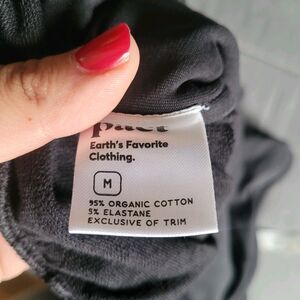 pact
Earth's Favorite
Clothing.
M
95% ORGANIC COTTON
5% ELASTANE
EXCLUSIVE OF TRIM